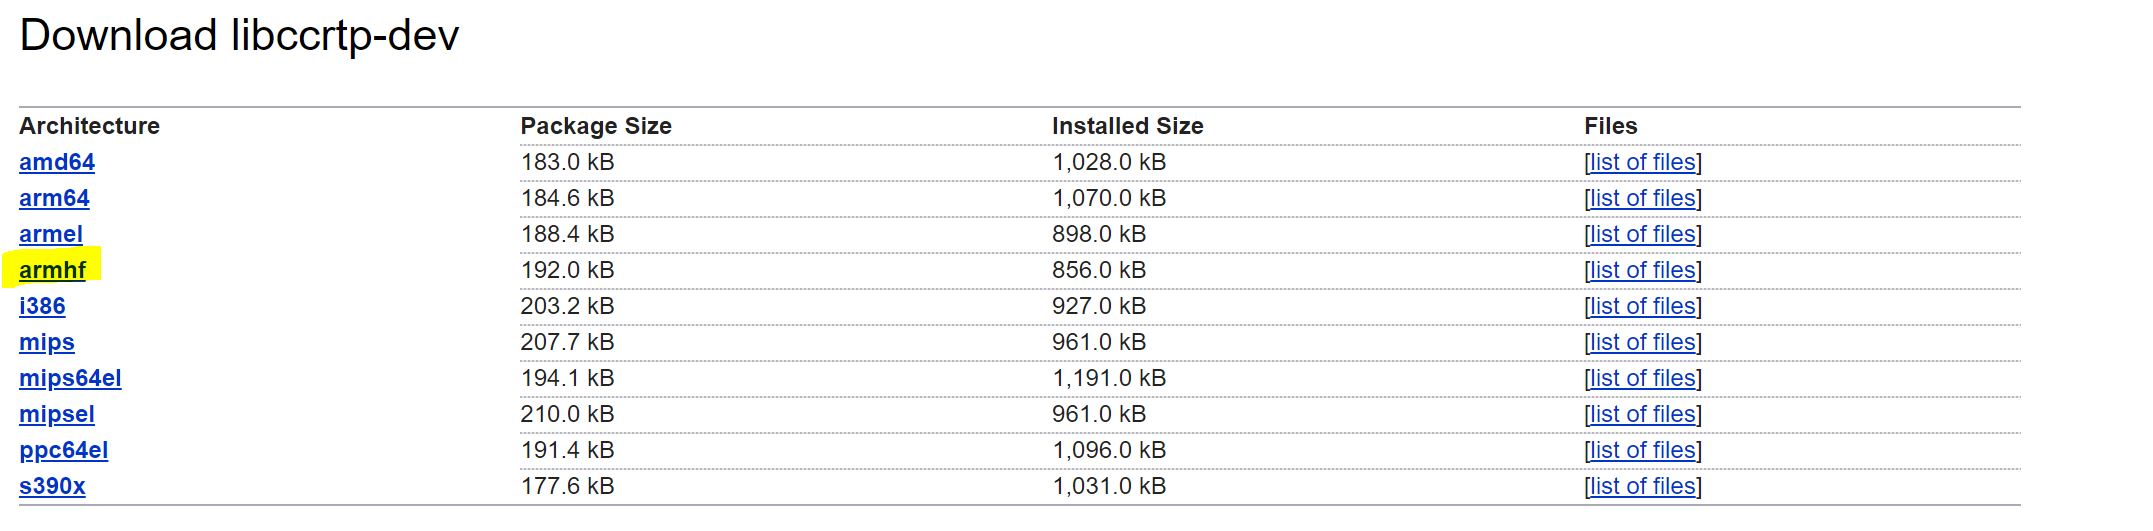 Download libccrtp-dev
Architecture Package Size Installed Size Files
amd64 183.0 kB 1,028.0 kB [list of files]
arm64 184.6 kB 1,070.0 kB [list of files]
armel 188.4 kB 898.0 kB [list of files]
armhf 192.0 kB 856.0 kB [list of files]
i386 203.2 kB 927.0 kB [list of files]
mips 207.7 kB 961.0 kB [list of files]
mips64el 194.1 kB 1,191.0 kB [list of files]
mipsel 210.0 kB 961.0 kB [list of files]
ppc64el 191.4 kB 1,096.0 kB [list of files]
s390x 177.6 kB 1,031.0 kB [list of files]